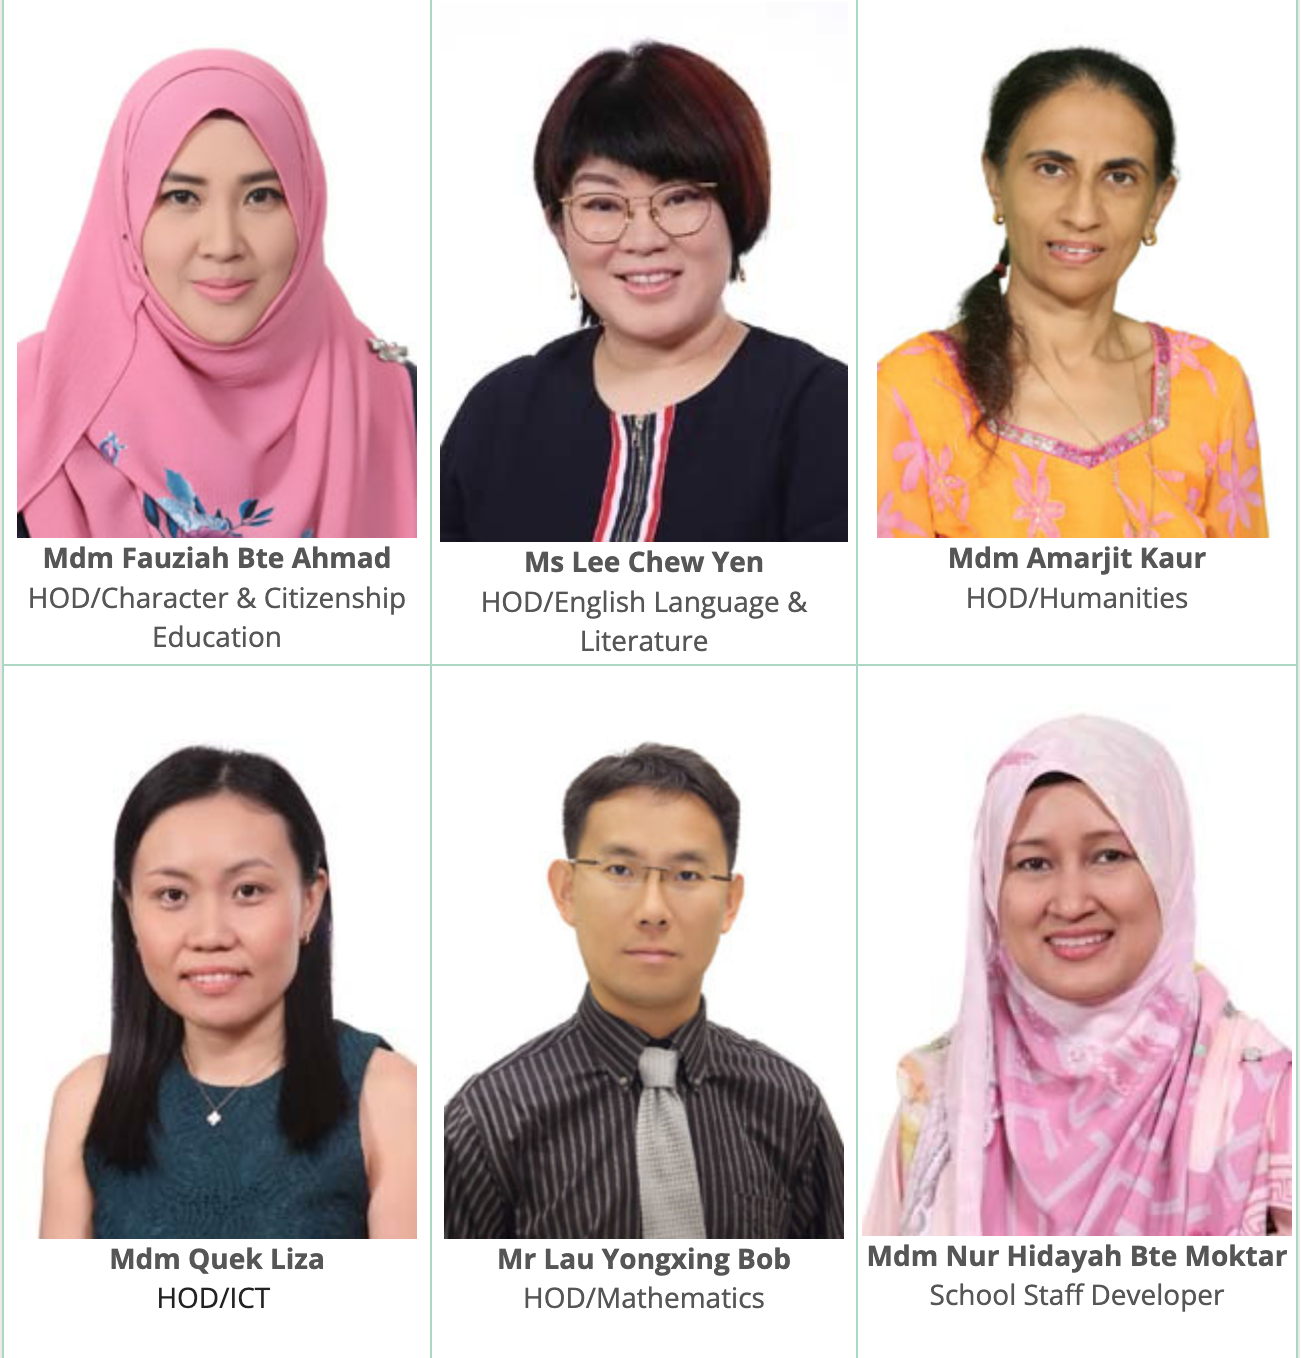 Mdm Fauziah Bte Ahmad
HOD/Character & Citizenship
Education
Ms Lee Chew Yen
HOD/English Language &
Literature
Mdm Amarjit Kaur
HOD/Humanities
Mdm Quek Liza
HOD/ICT
Mr Lau Yongxing Bob
HOD/Mathematics
Mdm Nur Hidayah Bte Moktar
School Staff Developer